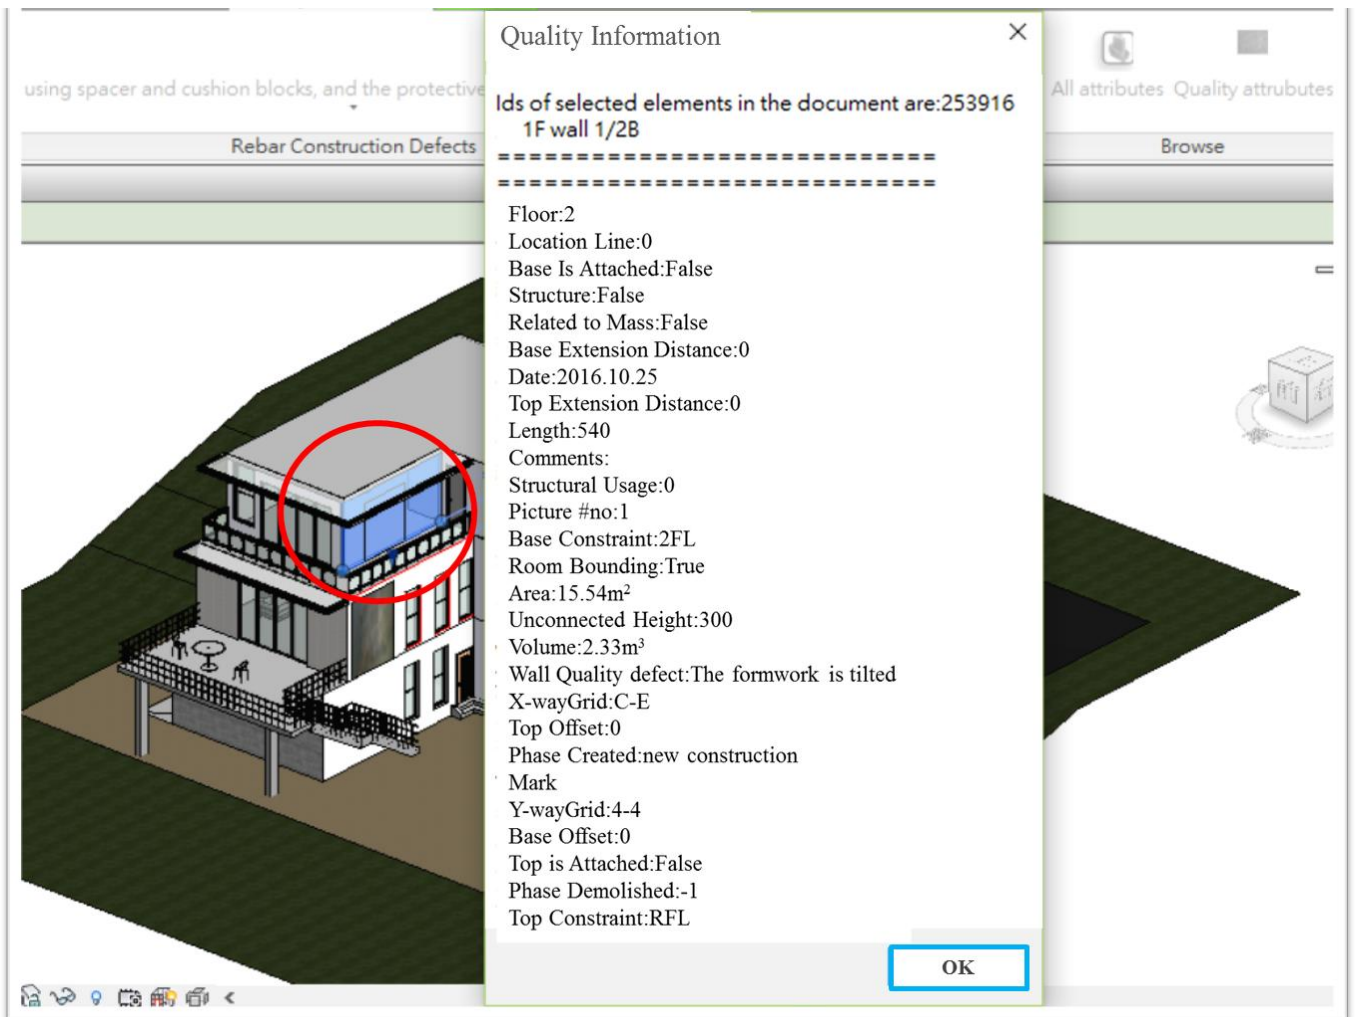 Quality Information
using spacer and cushion blocks, and the protective
All attributes Quality attrubutes
Rebar Construction Defects
Browse
Ids of selected elements in the document are:253916
1F wall 1/2B
============================
============================
Floor:2
Location Line:0
Base Is Attached:False
Structure:False
Related to Mass:False
Base Extension Distance:0
Date:2016.10.25
Top Extension Distance:0
Length:540
Comments:
Structural Usage:0
Picture #no:1
Base Constraint:2FL
Room Bounding:True
Area:15.54m²
Unconnected Height:300
Volume:2.33m³
Wall Quality defect:The formwork is tilted
X-wayGrid:C-E
Top Offset:0
Phase Created:new construction
Mark
Y-wayGrid:4-4
Base Offset:0
Top is Attached:False
Phase Demolished:-1
Top Constraint:RFL
OK